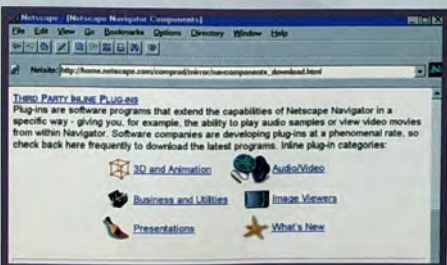 Netscape - [Netscape Navigator Components]
File Edit View Go Bookmarks Options Directory Window Help
Netsite: http://home.netscape.com/comprod/mirror/navcomponents_download.html
THIRD PARTY INLINE PLUG-INS
Plug-ins are software programs that extend the capabilities of Netscape Navigator in a
specific way - giving you, for example, the ability to play audio samples or view video movies
from within Navigator. Software companies are developing plug-ins at a phenomenal rate, so
check back here frequently to download the latest programs. Inline plug-in categories:
3D and Animation Audio/Video
Business and Utilities Image Viewers
Presentations What's New